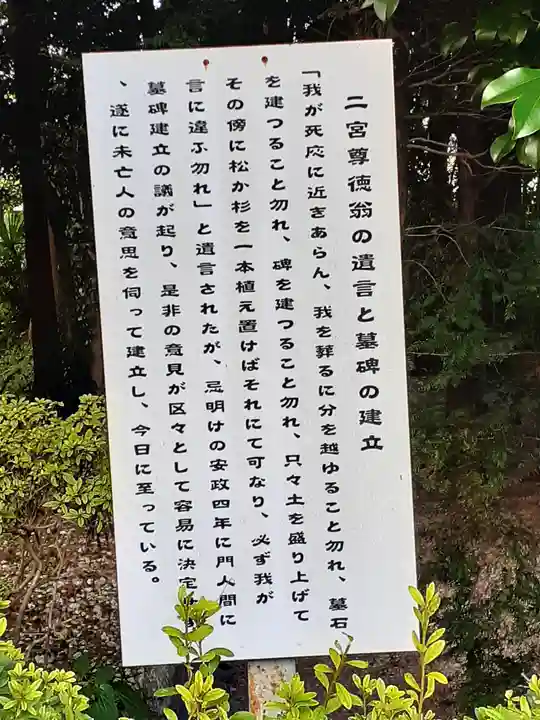 二宮尊徳翁の遺言と墓碑の建立
「我が死応に近きあらん、我を葬るに分を越ゆること勿れ、墓石
を建つること勿れ、碑を建つること勿れ、只々土を盛り上げて
その傍に松か杉を一本植え置けばそれにて可なり、必ず我が
言に違ふ勿れ」と遺言されたが、忌明けの安政四年に門人間に
墓碑建立の議が起り、是非の意見が区々として容易に決定
、遂に未亡人の意思を伺って建立し、今日に至っている。